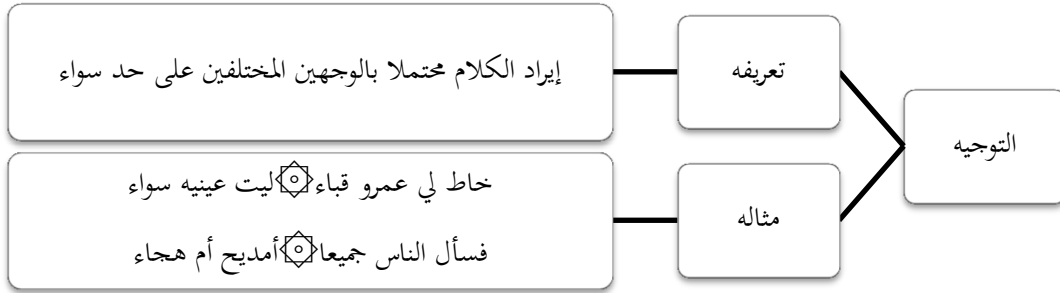 التوجيه
تعريفه
إيراد الكلام محتملا بالوجهين المختلفين على حد سواء
مثاله
خاط لي عمرو قباء۞ليت عينيه سواء
فسأل الناس جميعا۞أمديح أم هجاء